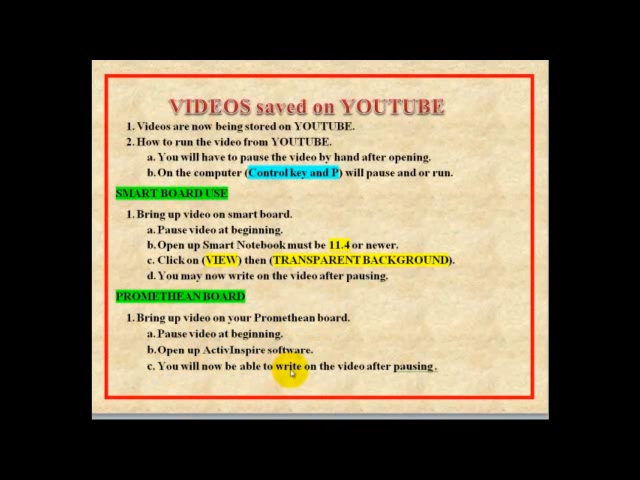 VIDEOS saved on YOUTUBE
1. Videos are now being stored on YOUTUBE.
2. How to run the video from YOUTUBE.
a. You will have to pause the video by hand after opening.
b. On the computer (Control key and P) will pause and or run.
SMART BOARD USE
1. Bring up video on smart board.
a. Pause video at beginning.
b. Open up Smart Notebook must be 11.4 or newer.
c. Click on (VIEW) then (TRANSPARENT BACKGROUND).
d. You may now write on the video after pausing.
PROMETHEAN BOARD
1. Bring up video on your Promethean board.
a. Pause video at beginning.
b. Open up ActivInspire software.
c. You will now be able to write on the video after pausing.